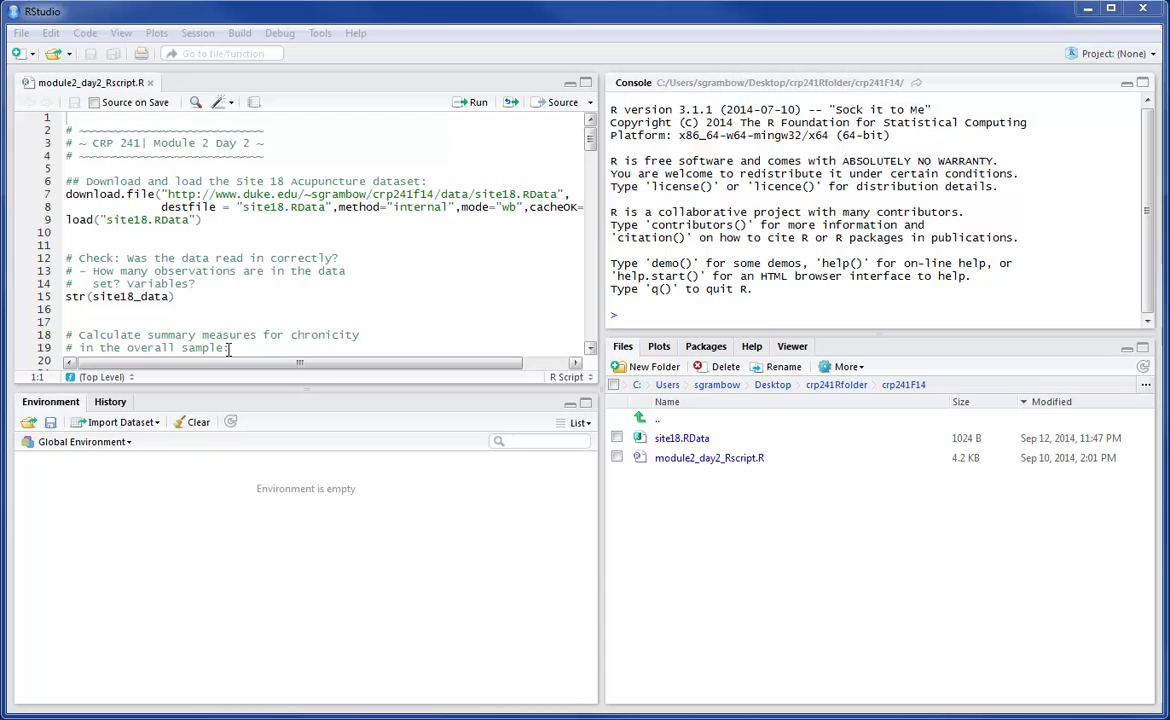 RStudio
File Edit Code View Plots Session Build Debug Tools Help
Go to file/function
Project: (None)
module2_day2_Rscript.R
Source on Save
Run
Source
1
2 # ~~~~~~~~~~~~~~~~~~~~~~~~~~~
3 # ~ CRP 241| Module 2 Day 2 ~
4 # ~~~~~~~~~~~~~~~~~~~~~~~~~~~
5
6 ## Download and load the Site 18 Acupuncture dataset:
7 download.file("http://www.duke.edu/~sgrambow/crp241f14/data/site18.RData",
8 destfile = "site18.RData",method="internal",mode="wb",cacheOK=
9 load("site18.RData")
10
11
12 # Check: Was the data read in correctly?
13 # - How many observations are in the data
14 #   set? Variables?
15 str(site18_data)
16
17
18 # Calculate summary measures for chronicity
19 # in the overall sample:
20
1:1 (Top Level) R Script
Environment History
Import Dataset Clear List
Global Environment
Environment is empty
Console C:/Users/sgrambow/Desktop/crp241Rfolder/crp241F14/
R version 3.1.1 (2014-07-10) -- "Sock it to Me"
Copyright (C) 2014 The R Foundation for Statistical Computing
Platform: x86_64-w64-mingw32/x64 (64-bit)
R is free software and comes with ABSOLUTELY NO WARRANTY.
You are welcome to redistribute it under certain conditions.
Type 'license()' or 'licence()' for distribution details.
R is a collaborative project with many contributors.
Type 'contributors()' for more information and
'citation()' on how to cite R or R packages in publications.
Type 'demo()' for some demos, 'help()' for on-line help, or
'help.start()' for an HTML browser interface to help.
Type 'q()' to quit R.
>
Files Plots Packages Help Viewer
New Folder Delete Rename More
C: Users sgrambow Desktop crp241Rfolder crp241F14 ...
Name Size Modified
..
site18.RData 1024 B Sep 12, 2014, 11:47 PM
module2_day2_Rscript.R 4.2 KB Sep 10, 2014, 2:01 PM